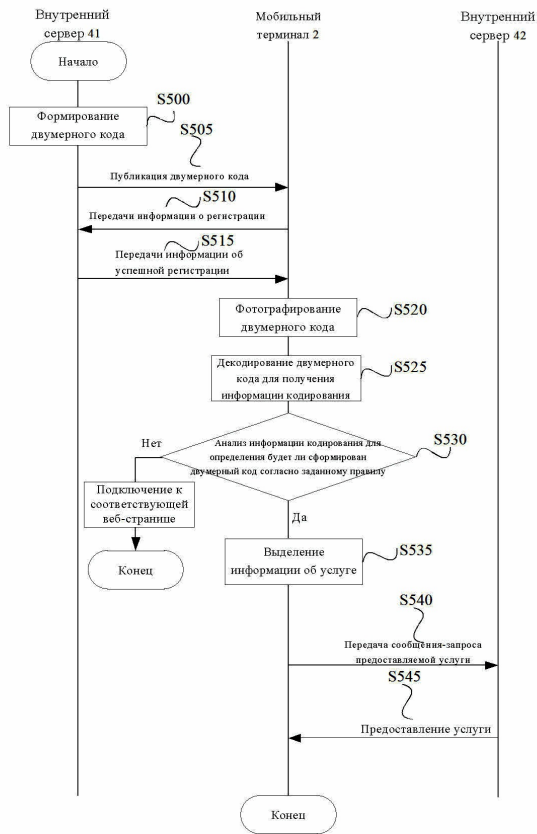 Внутренний
сервер 41
Мобильный
терминал 2
Внутренний
сервер 42
Начало
S500
Формирование
двумерного кода
S505
Публикация двумерного кода
S510
Передачи информации о регистрации
S515
Передачи информации об
успешной регистрации
Фотографирование
двумерного кода
S520
Декодирование двумерного
кода для получения
информации кодирования
S525
Нет
Анализ информации кодирования для
определения будет ли сформирован
двумерный код согласно заданному правилу
S530
Подключение к
соответствующей
веб-странице
Да
Конец
Выделение
информации об услуге
S535
S540
Передача сообщения-запроса
предоставляемой услуги
S545
Предоставление услуги
Конец